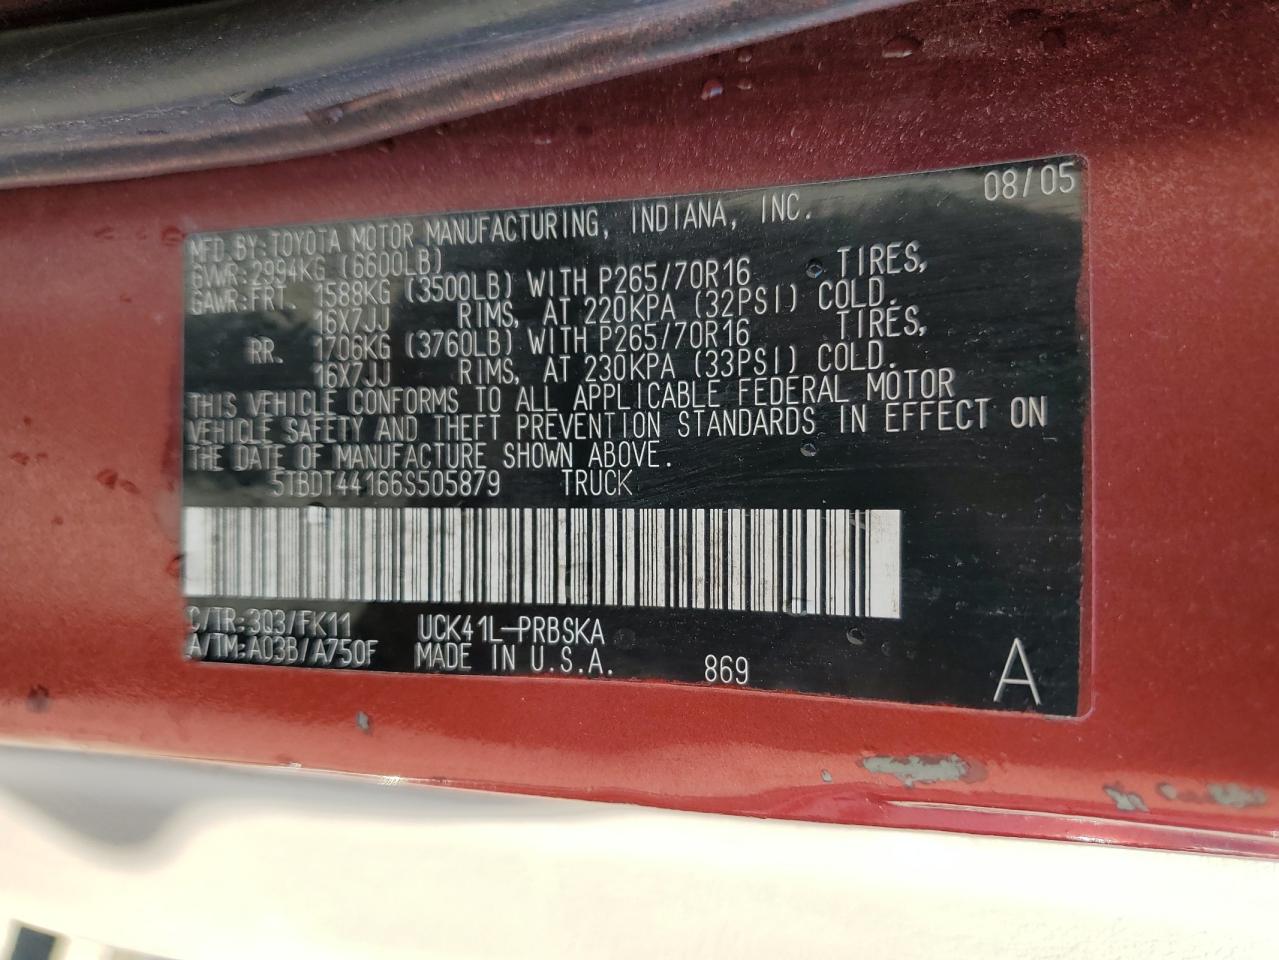 08/05
MFD.BY:TOYOTA MOTOR MANUFACTURING, INDIANA, INC.
GVWR:2994KG (6600LB)
GAWR:FRT. 1588KG (3500LB) WITH P265/70R16 TIRES,
16X7JJ RIMS, AT 220KPA (32PSI) COLD.
RR. 1706KG (3760LB) WITH P265/70R16 TIRES,
16X7JJ RIMS, AT 230KPA (33PSI) COLD.
THIS VEHICLE CONFORMS TO ALL APPLICABLE FEDERAL MOTOR
VEHICLE SAFETY AND THEFT PREVENTION STANDARDS IN EFFECT ON
THE DATE OF MANUFACTURE SHOWN ABOVE.
5TBDT44166S505879 TRUCK
C/TR:3Q3/FK11 UCK41L-PRBSKA
A/TM:A03B/A750F MADE IN U.S.A. 869 A